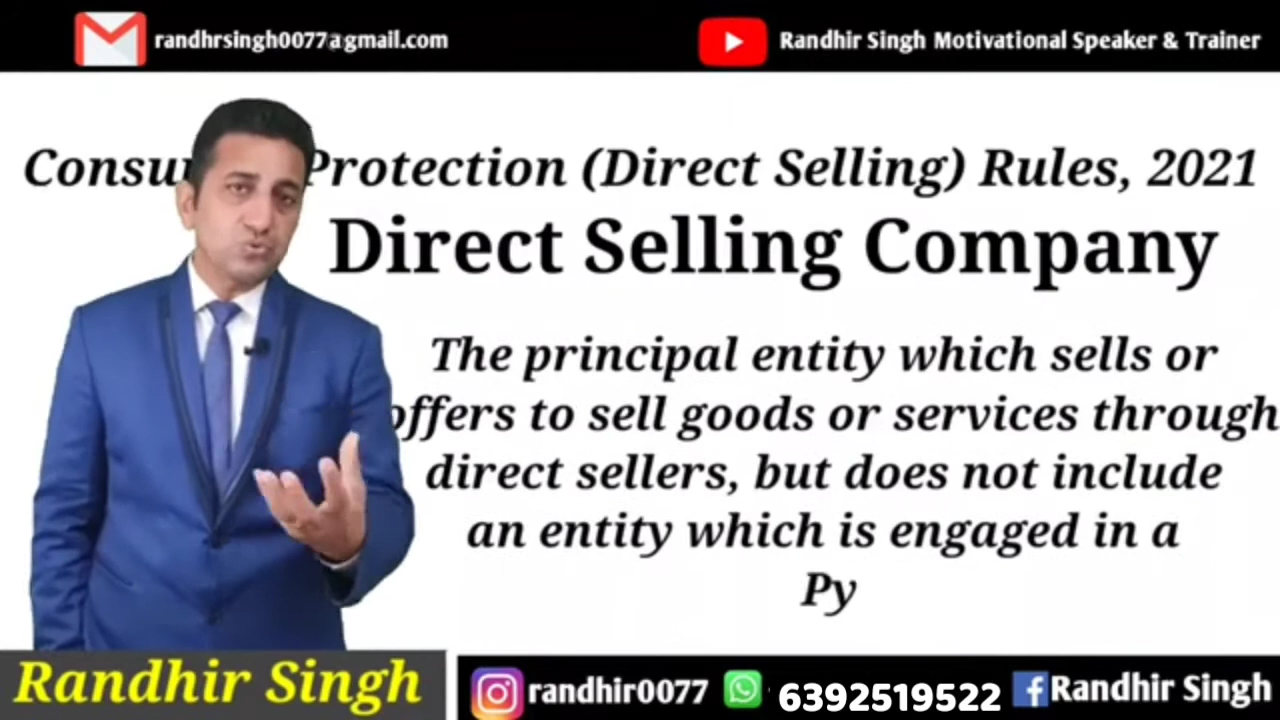 randhrsingh0077@gmail.com
Randhir Singh Motivational Speaker & Trainer
Protection (Direct Selling) Rules, 2021
Direct Selling Company
The principal entity which sells or
offers to sell goods or services through
direct sellers, but does not include
an entity which is engaged in a
Py
Randhir Singh
randhir0077
6392519522
Randhir Singh